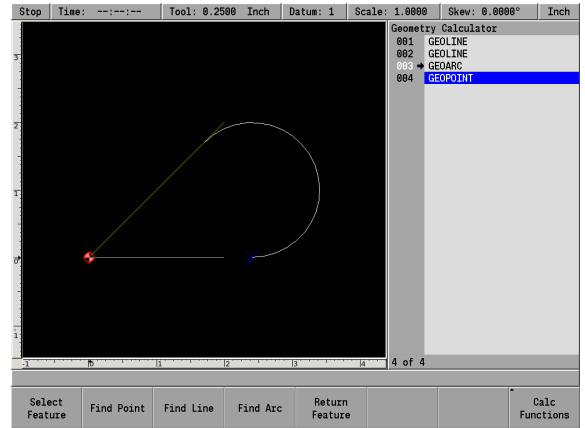 Stop Time: --:--:-- Tool: 0.2500 Inch Datum: 1 Scale: 1.0000 Skew: 0.0000° Inch
Geometry Calculator
001 GEOLINE
002 GEOLINE
003 GEOARC
004 GEOPOINT
3
2
1
0
1
-1 0 1 2 3 4
4 of 4
Select Feature
Find Point
Find Line
Find Arc
Return Feature
Calc Functions